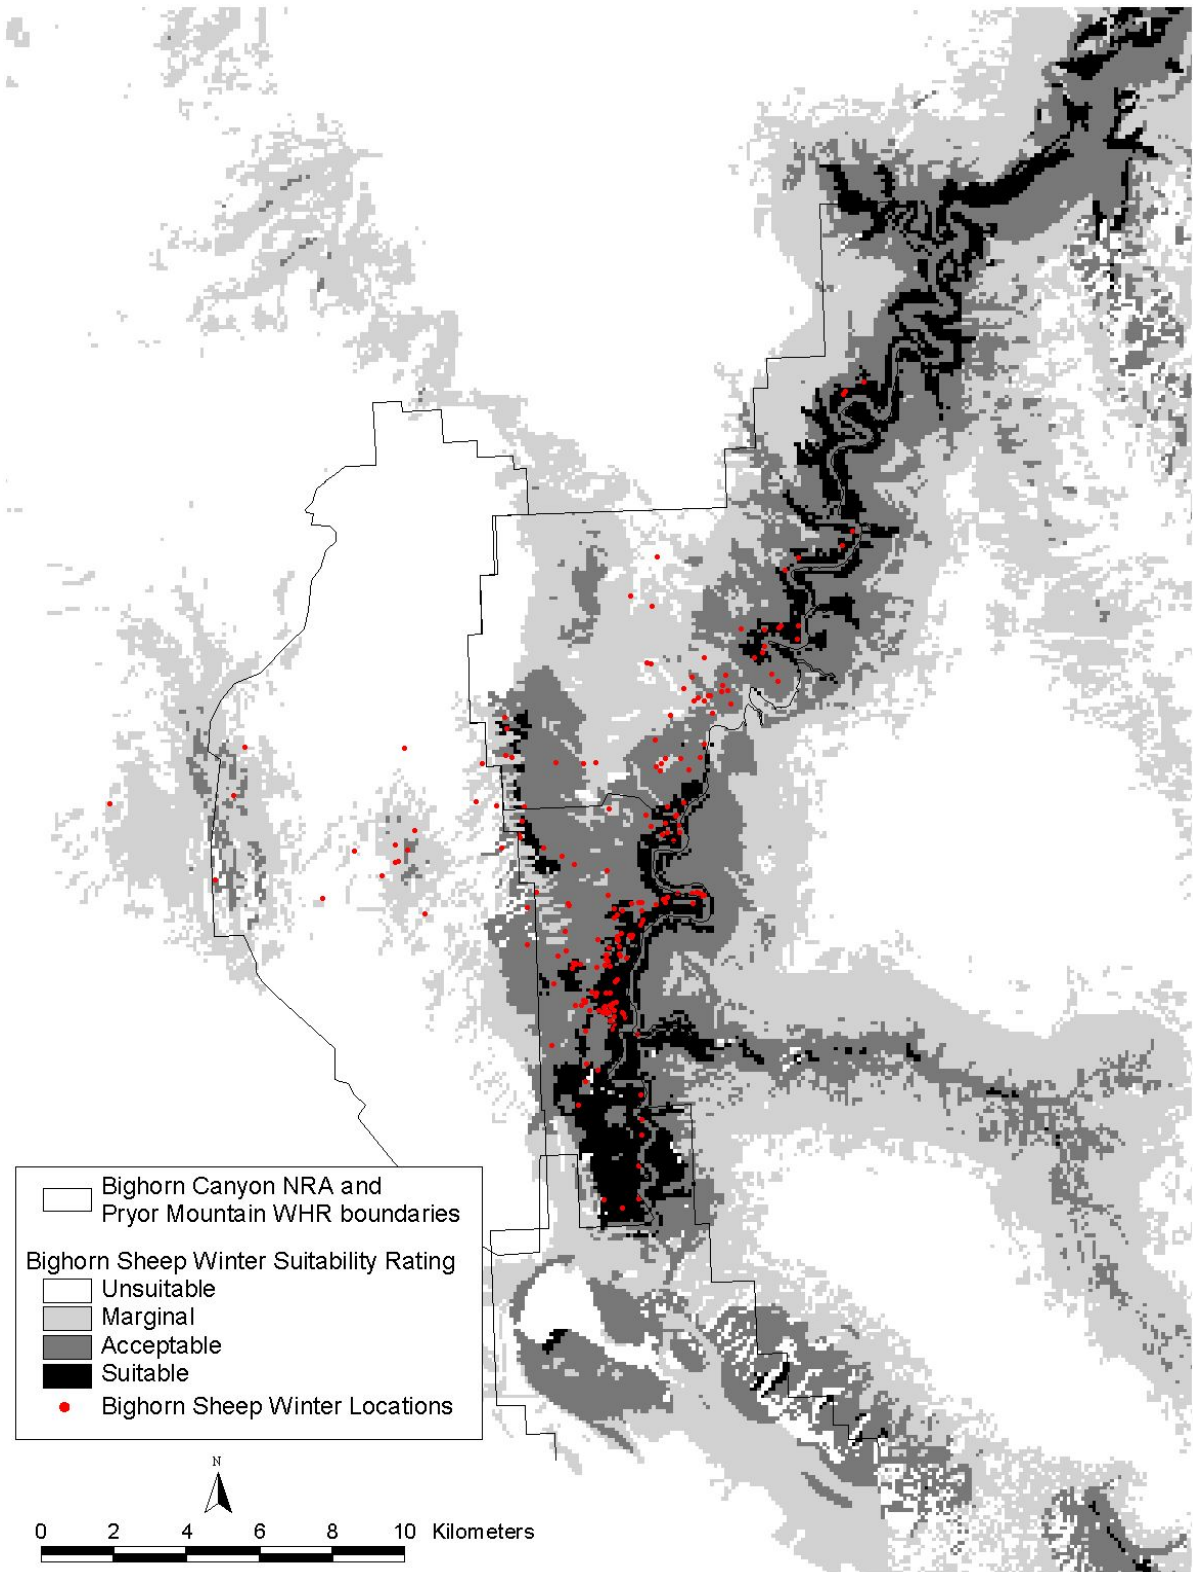 Bighorn Canyon NRA and
Pryor Mountain WHR boundaries
Bighorn Sheep Winter Suitability Rating
Unsuitable
Marginal
Acceptable
Suitable
Bighorn Sheep Winter Locations
N
0 2 4 6 8 10 Kilometers